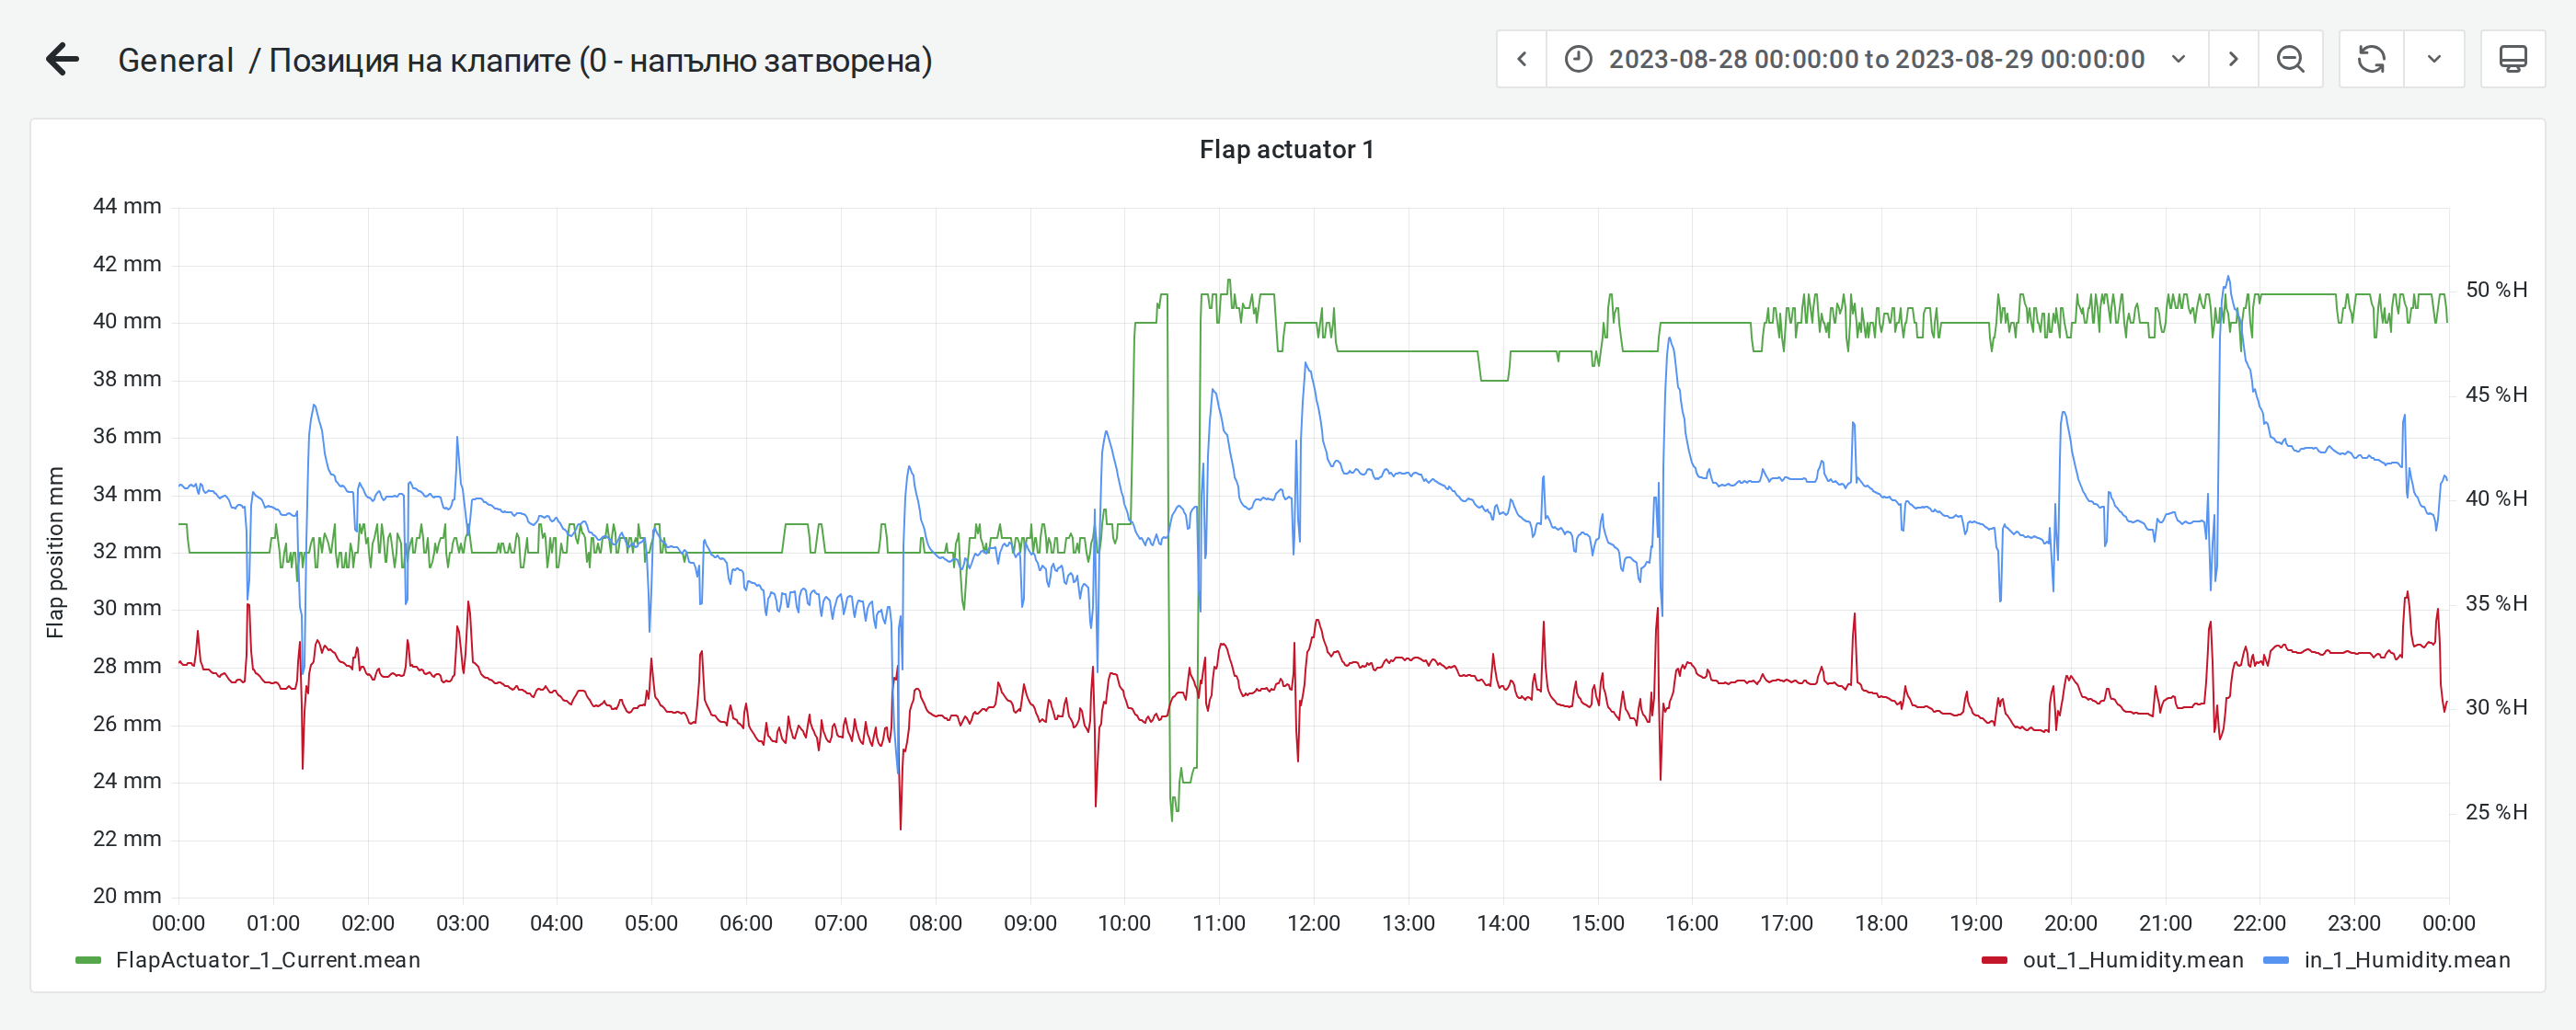 General / Позиция на клапите (0 - напълно затворена)
2023-08-28 00:00:00 to 2023-08-29 00:00:00
Flap actuator 1
44 mm
42 mm
40 mm
38 mm
36 mm
34 mm
32 mm
30 mm
28 mm
26 mm
24 mm
22 mm
20 mm
Flap position mm
50 %H
45 %H
40 %H
35 %H
30 %H
25 %H
00:00 01:00 02:00 03:00 04:00 05:00 06:00 07:00 08:00 09:00 10:00 11:00 12:00 13:00 14:00 15:00 16:00 17:00 18:00 19:00 20:00 21:00 22:00 23:00 00:00
FlapActuator_1_Current.mean
out_1_Humidity.mean in_1_Humidity.mean